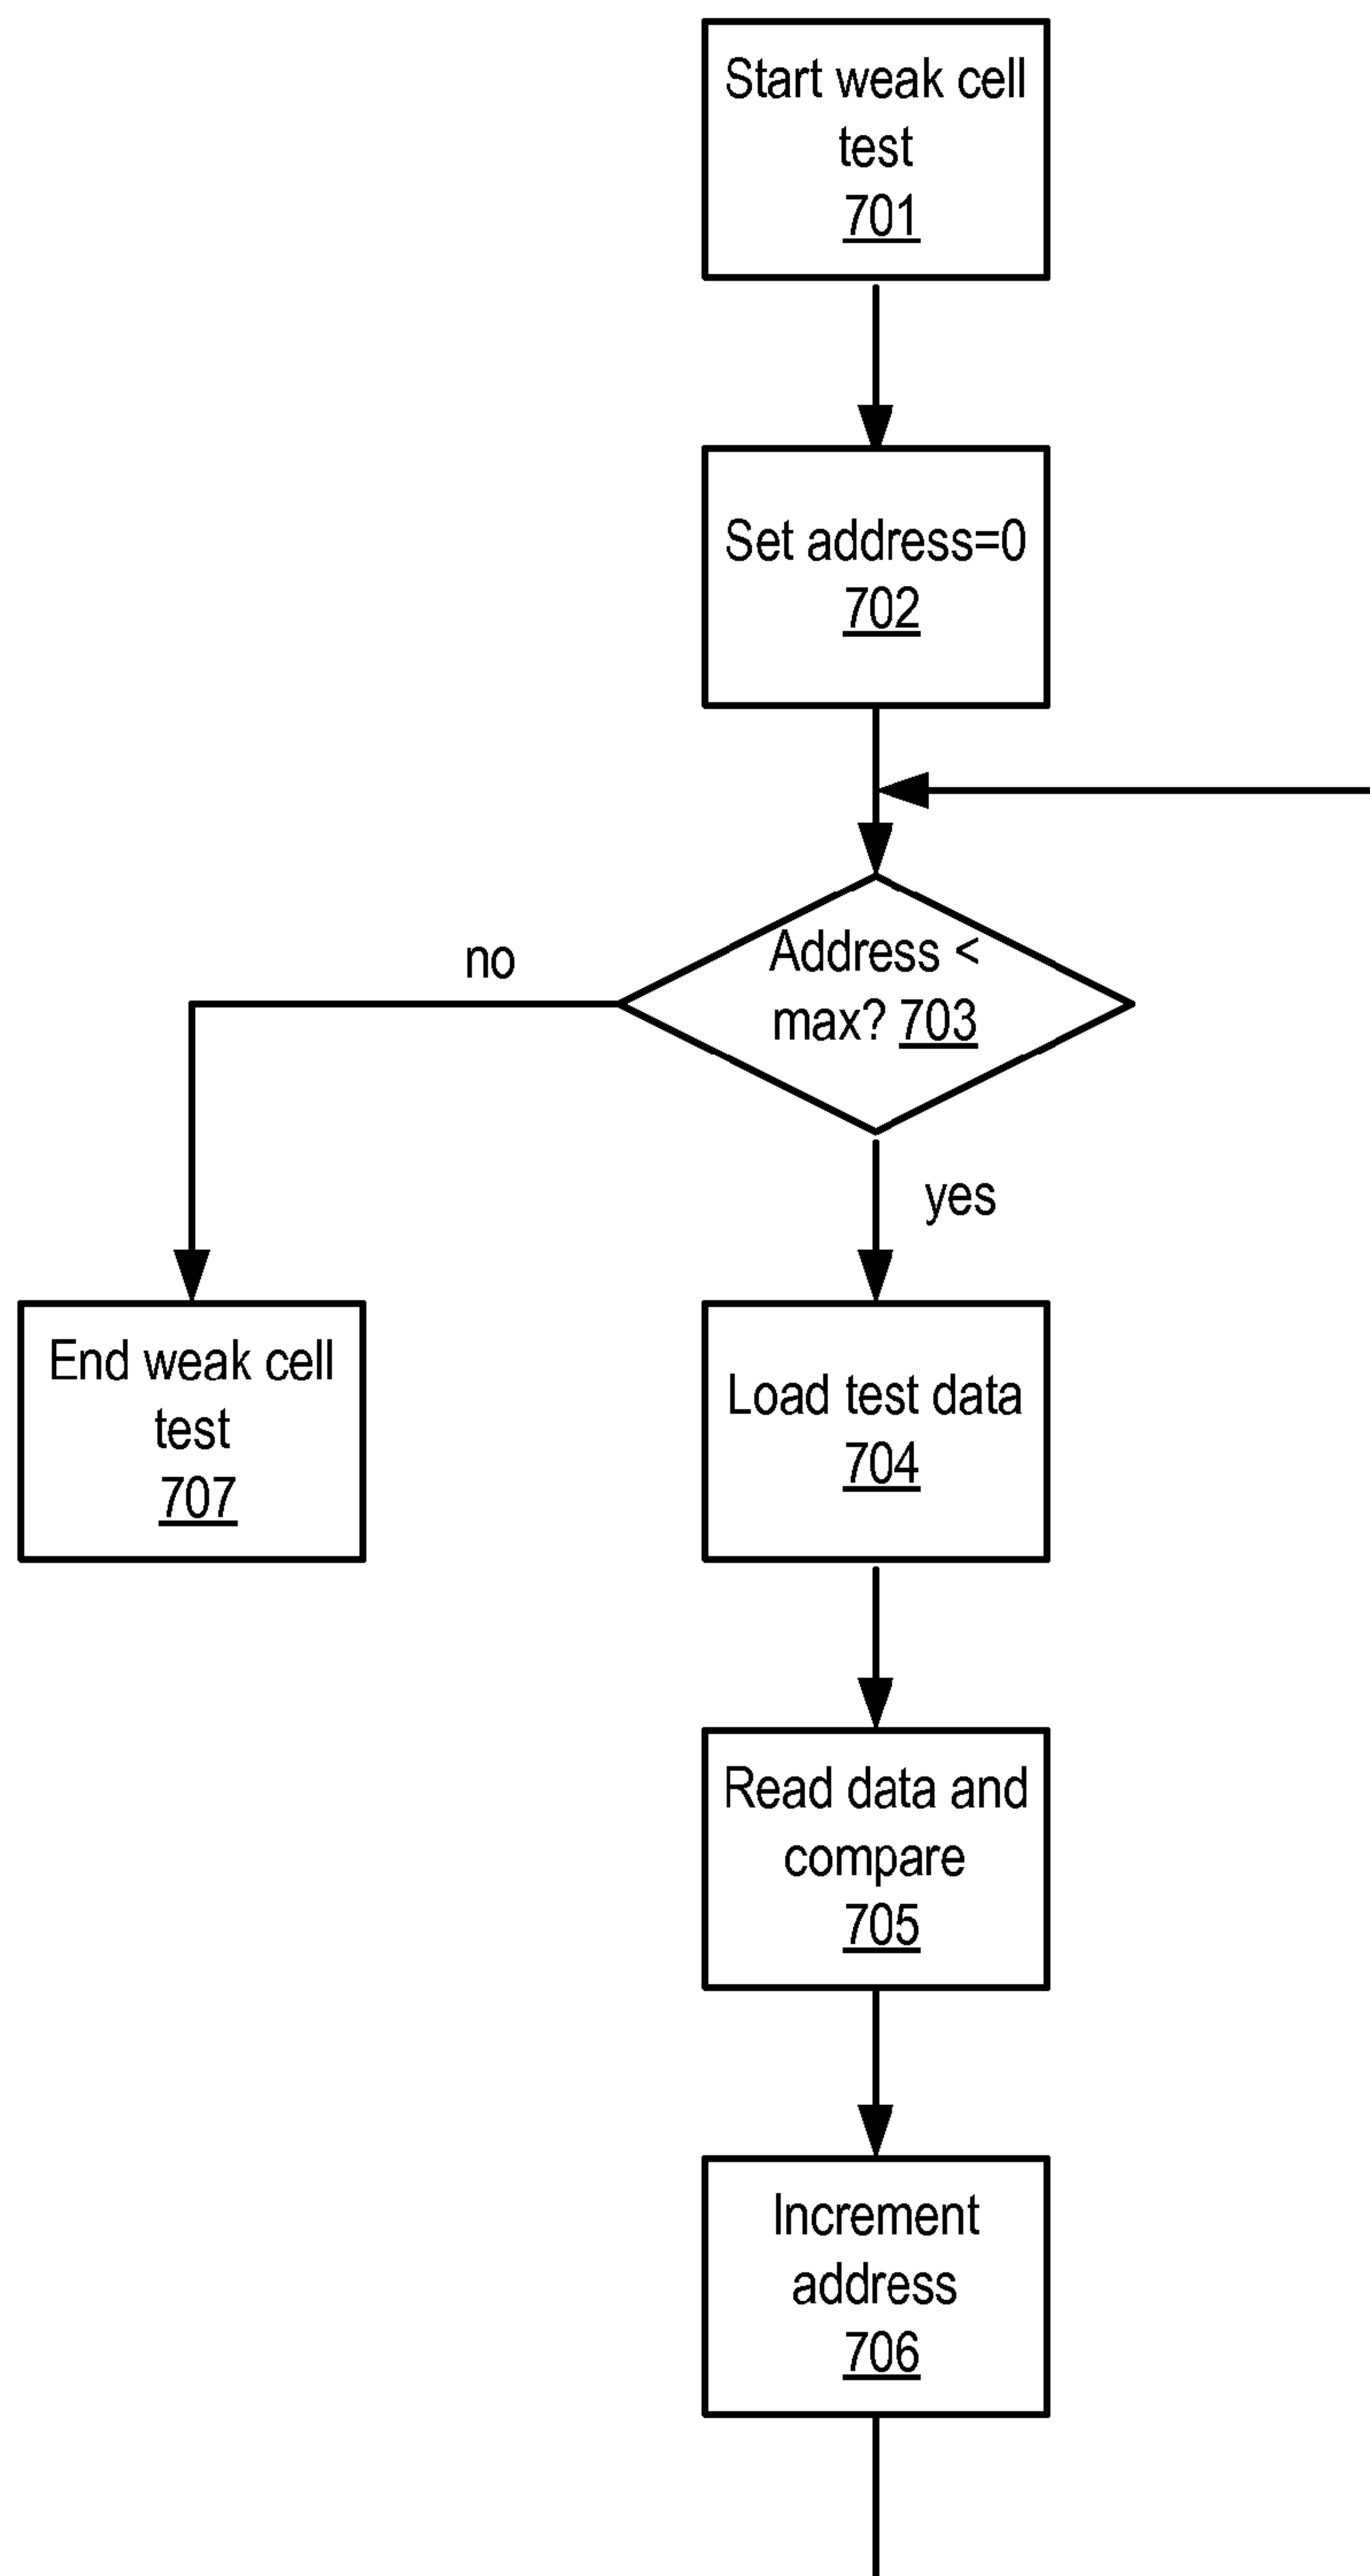 Start weak cell
test
701
Set address=0
702
Address <
max? 703
no
yes
End weak cell
test
707
Load test data
704
Read data and
compare
705
Increment
address
706